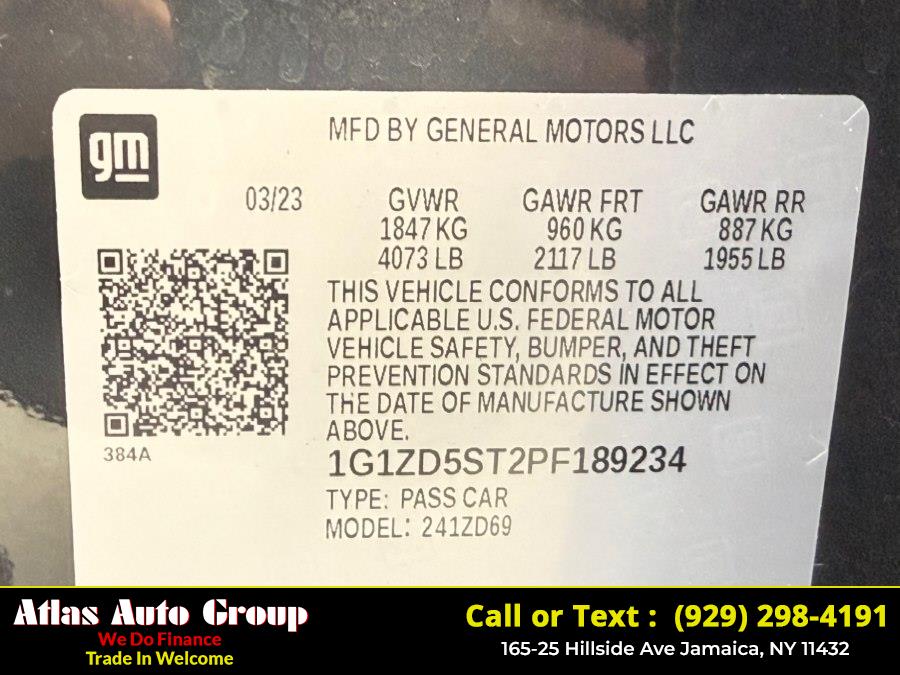 gm
MFD BY GENERAL MOTORS LLC
03/23 GVWR GAWR FRT GAWR RR
1847 KG 960 KG 887 KG
4073 LB 2117 LB 1955 LB
THIS VEHICLE CONFORMS TO ALL
APPLICABLE U.S. FEDERAL MOTOR
VEHICLE SAFETY, BUMPER, AND THEFT
PREVENTION STANDARDS IN EFFECT ON
THE DATE OF MANUFACTURE SHOWN
ABOVE.
384A
1G1ZD5ST2PF189234
TYPE: PASS CAR
MODEL: 241ZD69
Atlas Auto Group
We Do FInance
Trade In Welcome
Call or Text : (929) 298-4191
165-25 Hillside Ave Jamaica, NY 11432